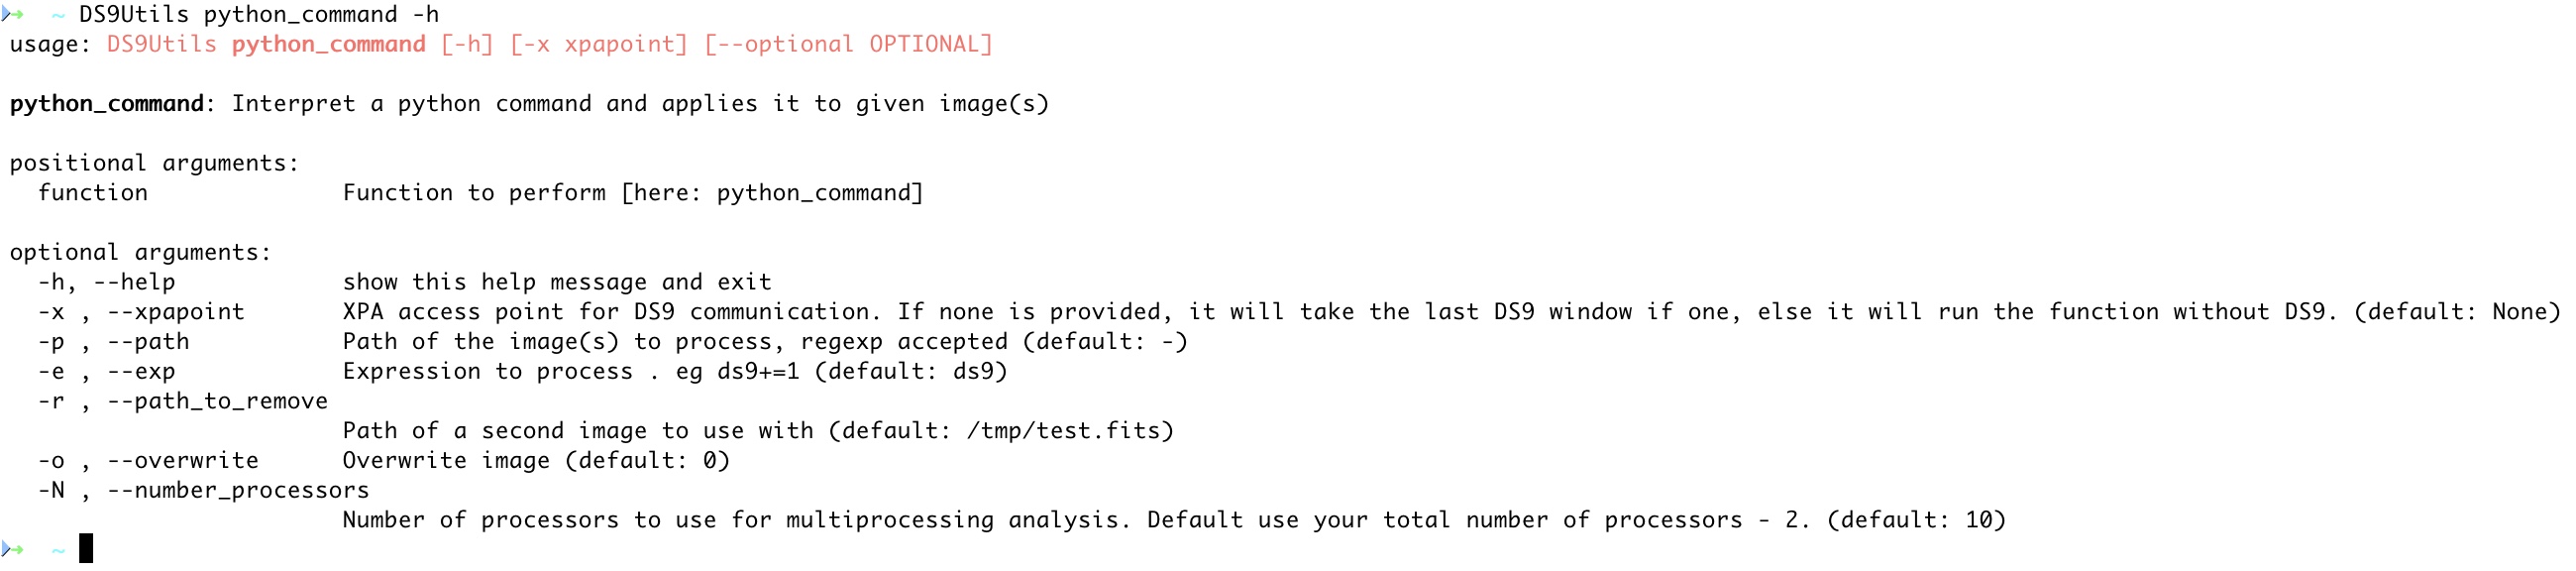 ~ DS9Utils python_command -h
usage: DS9Utils python_command [-h] [-x xpapoint] [--optional OPTIONAL]
python_command: Interpret a python command and applies it to given image(s)
positional arguments:
function Function to perform [here: python_command]
optional arguments:
-h, --help show this help message and exit
-x , --xpapoint XPA access point for DS9 communication. If none is provided, it will take the last DS9 window if one, else it will run the function without DS9. (default: None)
-p , --path Path of the image(s) to process, regexp accepted (default: -)
-e , --exp Expression to process . eg ds9+=1 (default: ds9)
-r , --path_to_remove
Path of a second image to use with (default: /tmp/test.fits)
-o , --overwrite Overwrite image (default: 0)
-N , --number_processors
Number of processors to use for multiprocessing analysis. Default use your total number of processors - 2. (default: 10)
~